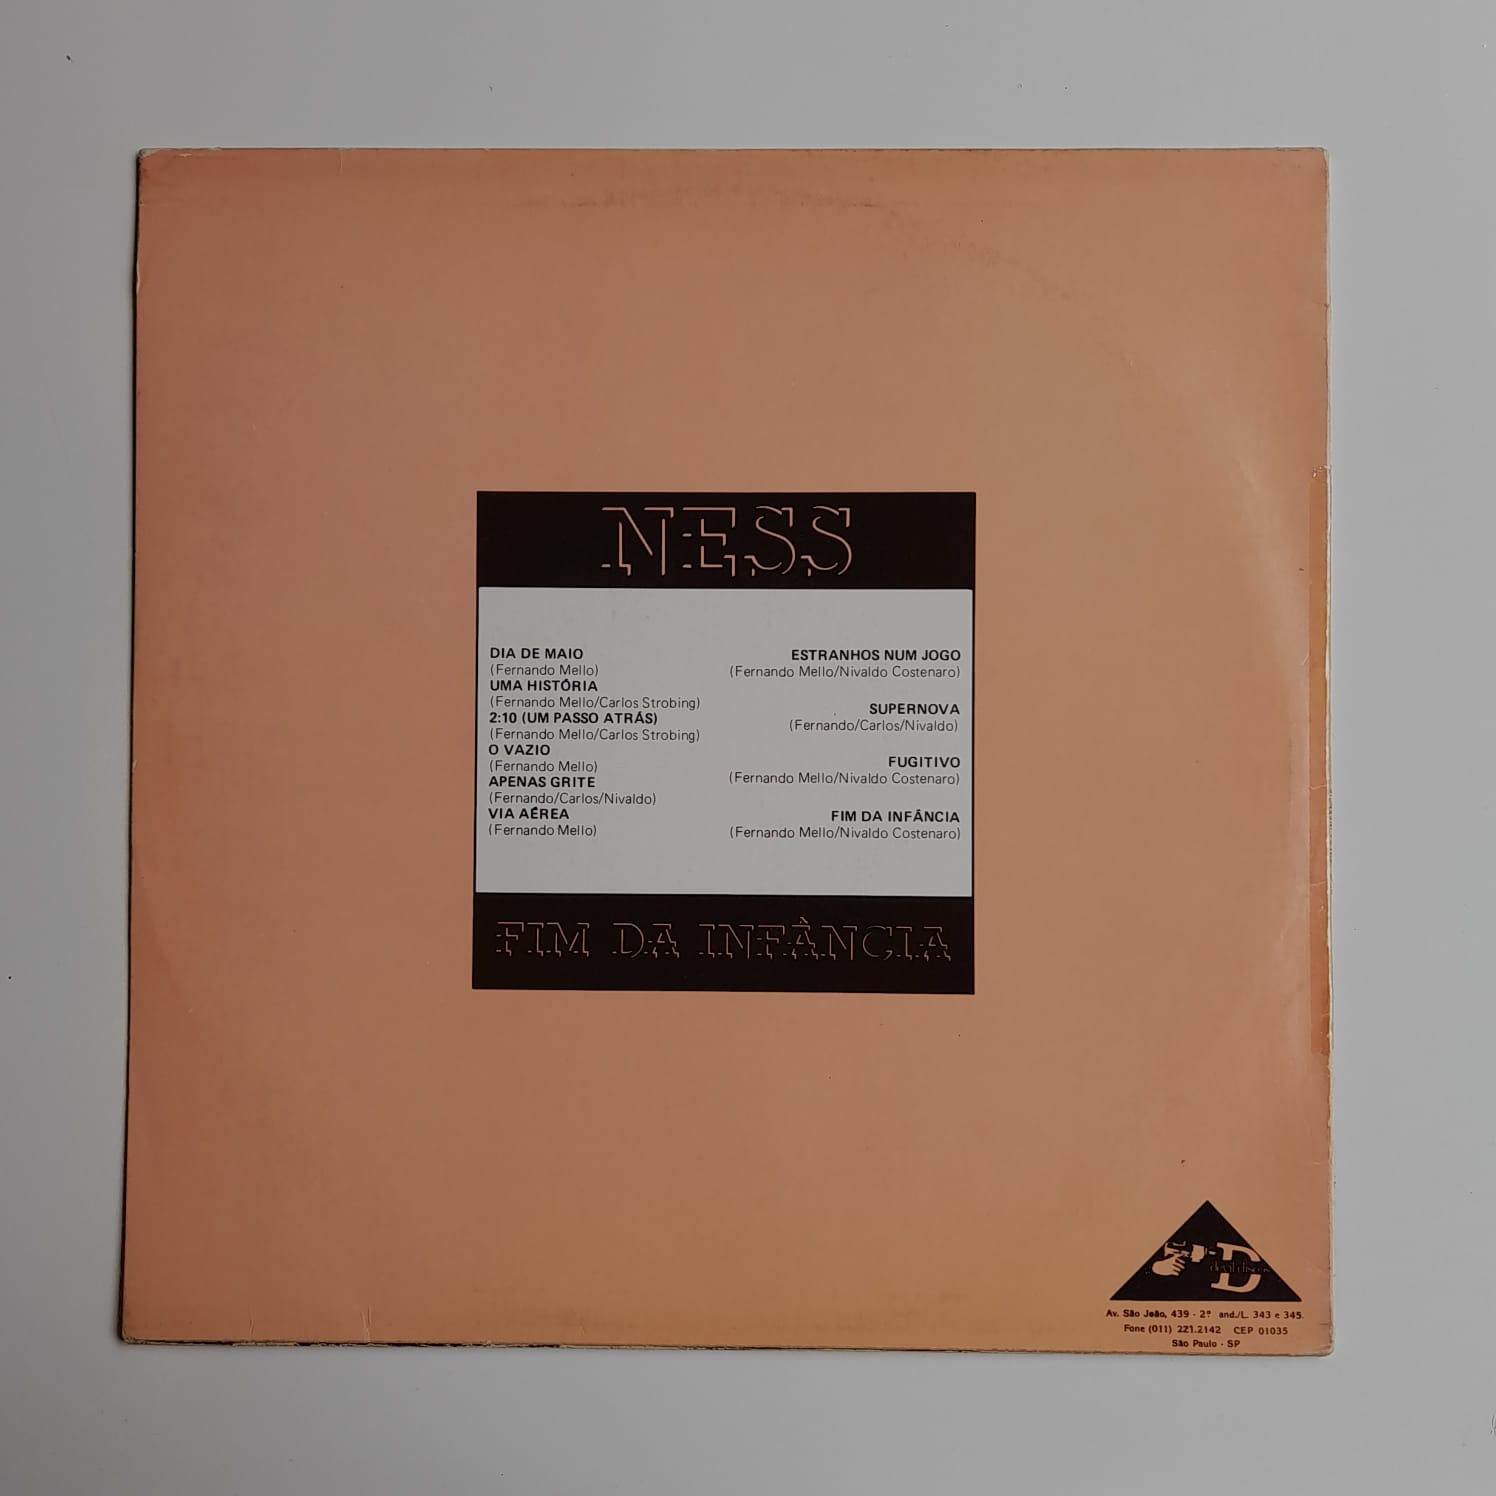 NESS
DIA DE MAIO
(Fernando Mello)
UMA HISTÓRIA
(Fernando Mello/Carlos Strobing)
2:10 (UM PASSO ATRÁS)
(Fernando Mello/Carlos Strobing)
O VAZIO
(Fernando Mello)
APENAS GRITE
(Fernando/Carlos/Nivaldo)
VIA AÉREA
(Fernando Mello)
ESTRANHOS NUM JOGO
(Fernando Mello/Nivaldo Costenaro)
SUPERNOVA
(Fernando/Carlos/Nivaldo)
FUGITIVO
(Fernando Mello/Nivaldo Costenaro)
FIM DA INFÂNCIA
(Fernando Mello/Nivaldo Costenaro)
FIM DA INFÂNCIA
D
Av. São João, 439 - 2º and./L. 343 e 345.
Fone (011) 221.2142 CEP 01035
São Paulo - SP